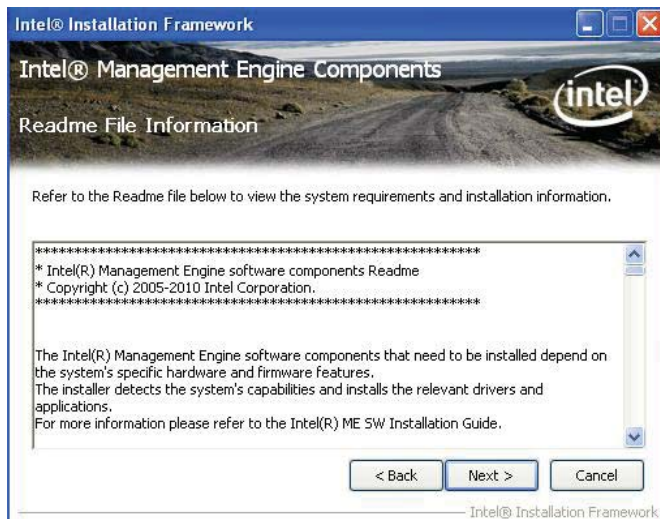 Intel® Installation Framework
Intel® Management Engine Components
intel
Readme File Information
Refer to the Readme file below to view the system requirements and installation information.
*********************************************************
* Intel(R) Management Engine software components Readme
* Copyright (c) 2005-2010 Intel Corporation.
*********************************************************
The Intel(R) Management Engine software components that need to be installed depend on
the system's specific hardware and firmware features.
The installer detects the system's capabilities and installs the relevant drivers and
applications.
For more information please refer to the Intel(R) ME SW Installation Guide.
< Back
Next >
Cancel
Intel® Installation Framework